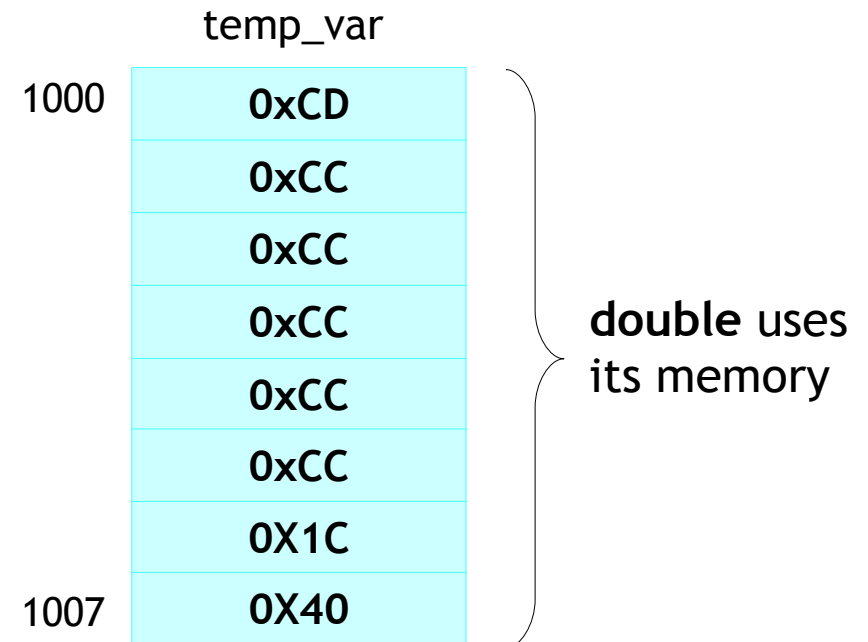 temp_var
1000
0xCD
0xCC
0xCC
0xCC
0xCC
0xCC
0X1C
1007
0X40
double uses
its memory